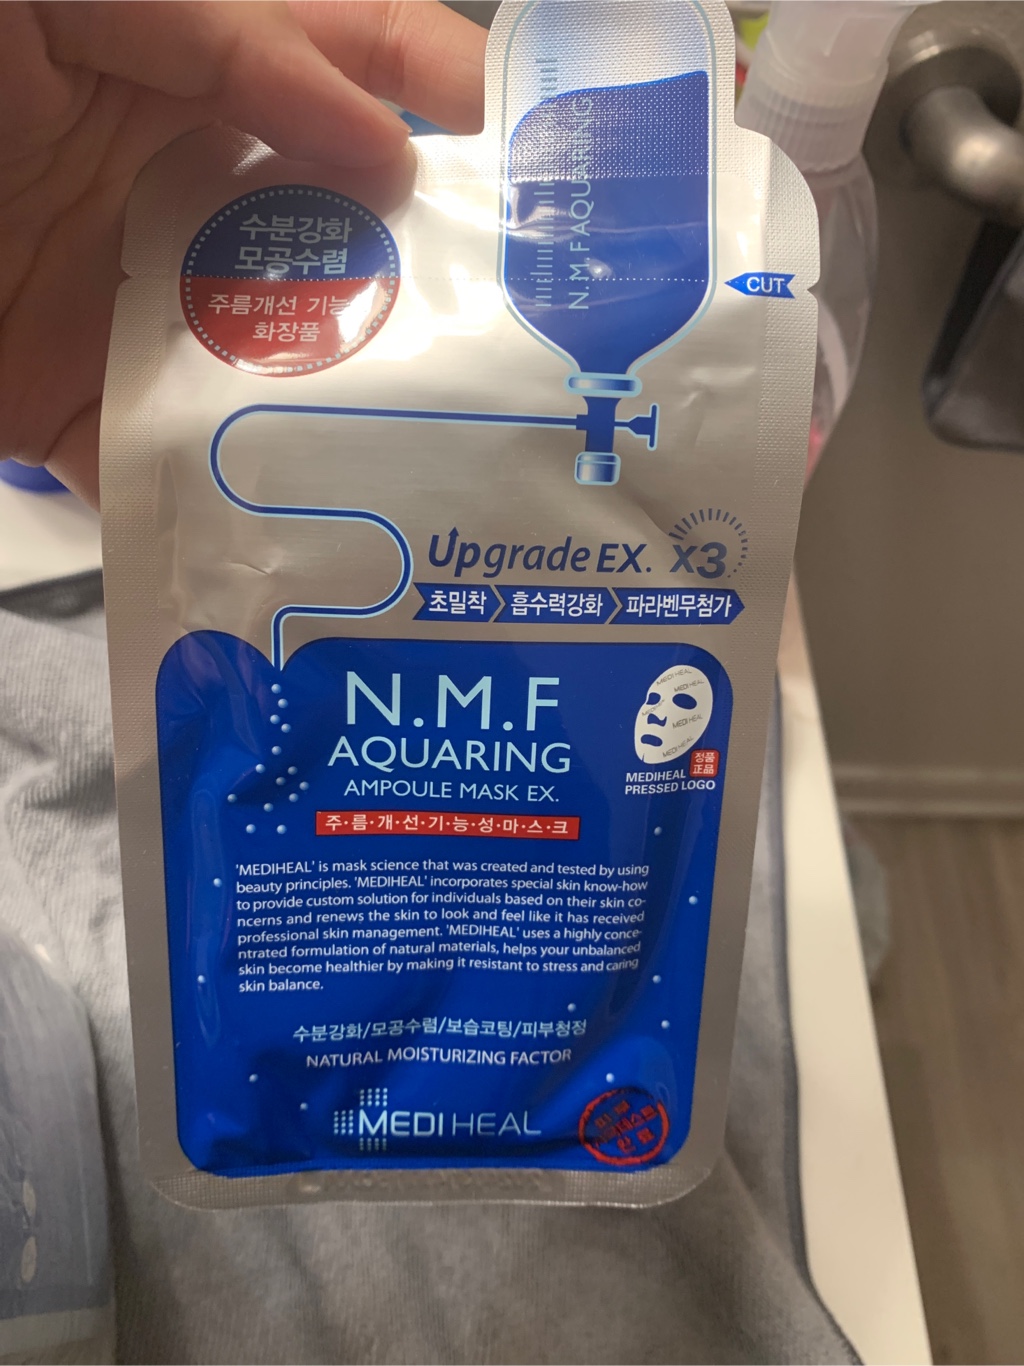 N.M.F AQUARING
수분강화
모공수렴
주름개선 기능
화장품
CUT
Upgrade EX. X3
초밀착 흡수력강화 파라벤무첨가
N.M.F
AQUARING
AMPOULE MASK EX.
주·름·개·선·기·능·성·마·스·크
MEDIHEAL
MEDIHEAL
MEDIHEAL
MEDIHEAL
정품
正品
MEDIHEAL
PRESSED LOGO
'MEDIHEAL' is mask science that was created and tested by using
beauty principles. 'MEDIHEAL' incorporates special skin know-how
to provide custom solution for individuals based on their skin co-
ncerns and renews the skin to look and feel like it has received
professional skin management. 'MEDIHEAL' uses a highly conce-
ntrated formulation of natural materials, helps your unbalanced
skin become healthier by making it resistant to stress and caring
skin balance.
수분강화/모공수렴/보습코팅/피부청정
NATURAL MOISTURIZING FACTOR
MEDIHEAL